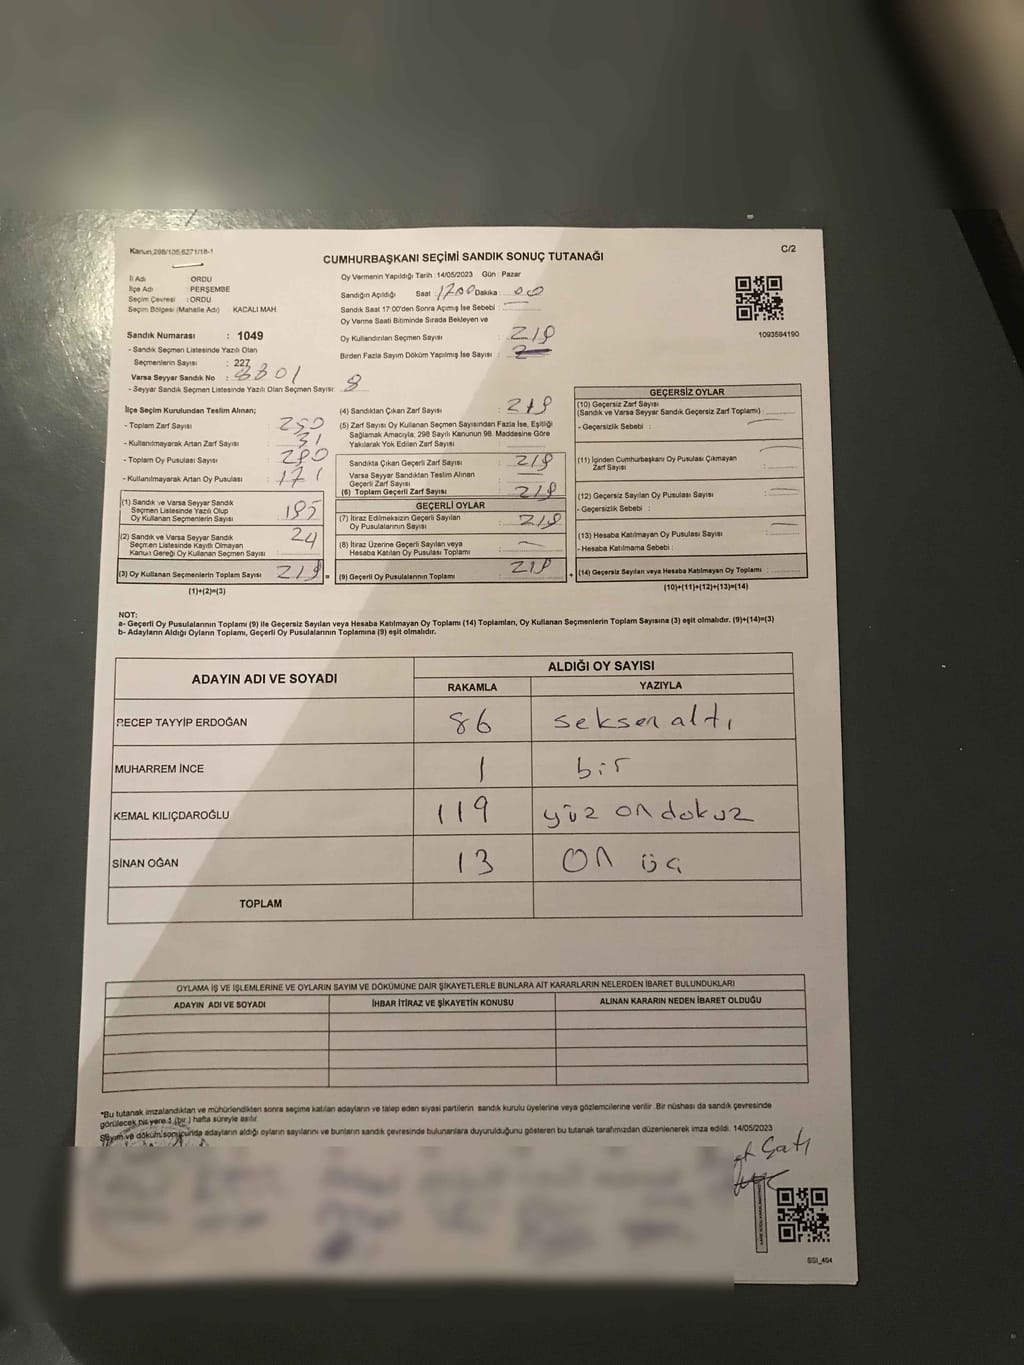 Kanun;298/105,6271/18-1
C/2
CUMHURBAŞKANI SEÇİMİ SANDIK SONUÇ TUTANAĞI
İl Adı ORDU
İlçe Adı : PERŞEMBE
Seçim Çevresi : ORDU
Seçim Bölgesi (Mahalle Adı) KACALI MAH.
Oy Vermenin Yapıldığı Tarih : 14/05/2023 Gün : Pazar
Sandığın Açıldığı Saat : 1700 Dakika : 00
Sandık Saat 17:00'den Sonra Açılmış İse Sebebi :
Oy Verme Saati Bitiminde Sırada Bekleyen ve
Oy Kullandırılan Seçmen Sayısı : 219
Birden Fazla Sayım Döküm Yapılmış İse Sayısı :
1093594190
Sandık Numarası : 1049
- Sandık Seçmen Listesinde Yazılı Olan
Seçmenlerin Sayısı : 227
Varsa Seyyar Sandık No : 3301
- Seyyar Sandık Seçmen Listesinde Yazılı Olan Seçmen Sayısı: 8
İlçe Seçim Kurulundan Teslim Alınan;
- Toplam Zarf Sayısı : 250
- Kullanılmayarak Artan Zarf Sayısı : 31
- Toplam Oy Pusulası Sayısı :
- Kullanılmayarak Artan Oy Pusulası : 171
(1) Sandık ve Varsa Seyyar Sandık
Seçmen Listesinde Yazılı Olup
Oy Kullanan Seçmenlerin Sayısı 195
(2) Sandık ve Varsa Seyyar Sandık
Seçmen Listesinde Kayıtlı Olmayan
Kanun Gereği Oy Kullanan Seçmen Sayısı 24
(3) Oy Kullanan Seçmenlerin Toplam Sayısı 219 =
(1)+(2)=(3)
(4) Sandıktan Çıkan Zarf Sayısı : 219
(5) Zarf Sayısı Oy Kullanan Seçmen Sayısından Fazla İse, Eşitliği
Sağlamak Amacıyla; 298 Sayılı Kanunun 98. Maddesine Göre
Yakılarak Yok Edilen Zarf Sayısı :
Sandıkta Çıkan Geçerli Zarf Sayısı : 219
Varsa Seyyar Sandıktan Teslim Alınan
Geçerli Zarf Sayısı :
(6) Toplam Geçerli Zarf Sayısı : 219
GEÇERLİ OYLAR
(7) İtiraz Edilmeksizin Geçerli Sayılan
Oy Pusulalarının Sayısı : 219
(8) İtiraz Üzerine Geçerli Sayılan veya
Hesaba Katılan Oy Pusulası Toplamı :
(9) Geçerli Oy Pusulalarının Toplamı : 219 +
GEÇERSİZ OYLAR
(10) Geçersiz Zarf Sayısı
(Sandık ve Varsa Seyyar Sandık Geçersiz Zarf Toplamı) :
- Geçersizlik Sebebi :
(11) İçinden Cumhurbaşkanı Oy Pusulası Çıkmayan
Zarf Sayısı :
(12) Geçersiz Sayılan Oy Pusulası Sayısı :
- Geçersizlik Sebebi :
(13) Hesaba Katılmayan Oy Pusulası Sayısı :
- Hesaba Katılmama Sebebi :
(14) Geçersiz Sayılan veya Hesaba Katılmayan Oy Toplamı :
(10)+(11)+(12)+(13)=(14)
NOT:
a- Geçerli Oy Pusulalarının Toplamı (9) ile Geçersiz Sayılan veya Hesaba Katılmayan Oy Toplamı (14) Toplamları, Oy Kullanan Seçmenlerin Toplam Sayısına (3) eşit olmalıdır. (9)+(14)=(3)
b- Adayların Aldığı Oyların Toplamı, Geçerli Oy Pusulalarının Toplamına (9) eşit olmalıdır.
ADAYIN ADI VE SOYADI ALDIĞI OY SAYISI
RAKAMLA YAZIYLA
RECEP TAYYİP ERDOĞAN 86 seksen altı
MUHARREM İNCE 1 bir
KEMAL KILIÇDAROĞLU 119 yüz on dokuz
SİNAN OĞAN 13 on üç
TOPLAM
OYLAMA İŞ VE İŞLEMLERİNE VE OYLARIN SAYIM VE DÖKÜMÜNE DAİR ŞİKAYETLERLE BUNLARA AİT KARARLARIN NELERDEN İBARET BULUNDUKLARI
ADAYIN ADI VE SOYADI İHBAR İTİRAZ VE ŞİKAYETİN KONUSU ALINAN KARARIN NEDEN İBARET OLDUĞU
*Bu tutanak imzalandıktan ve mühürlendikten sonra seçime katılan adayların ve talep eden siyasi partilerin sandık kurulu üyelerine veya gözlemcilerine verilir. Bir nüshası da sandık çevresinde
görülecek bir yere 1 (bir ) hafta süreyle asılır.
Sayım ve döküm sonucunda adayların aldığı oyların sayılarını ve bunların sandık çevresinde bulunanlara duyurulduğunu gösteren bu tutanak tarafımızdan düzenlenerek imza edildi. 14/05/2023
SSI_494